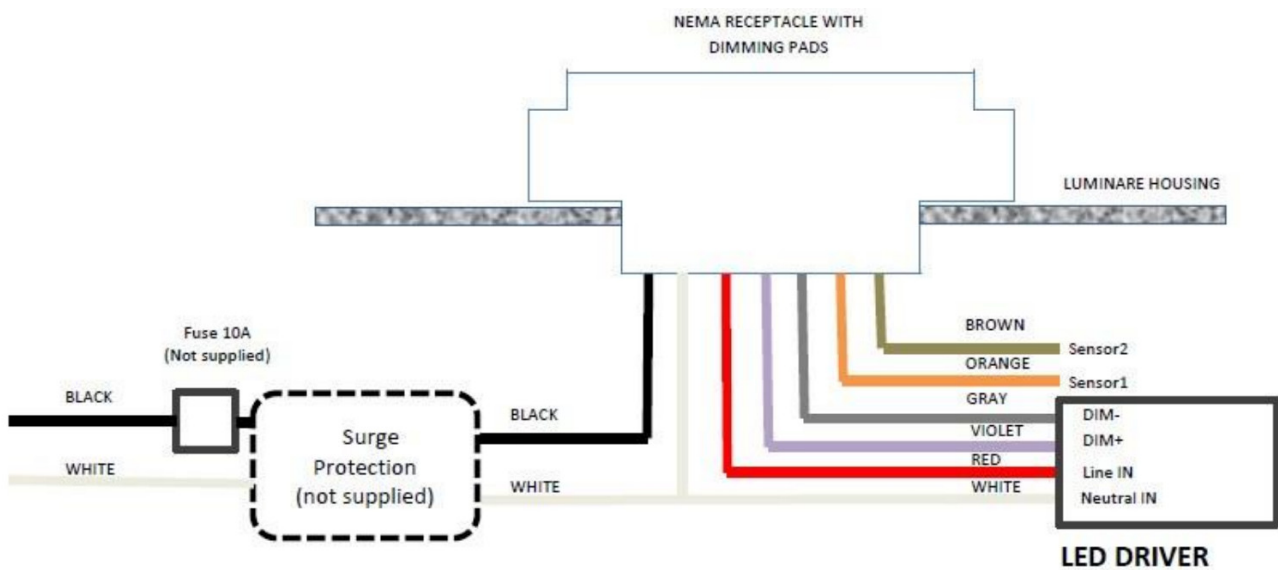 NEMA RECEPTACLE WITH
DIMMING PADS
LUMINARE HOUSING
Fuse 10A
(Not supplied)
BLACK
WHITE
Surge
Protection
(not supplied)
BLACK
WHITE
BROWN
Sensor2
ORANGE
Sensor1
GRAY
DIM-
VIOLET
DIM+
RED
Line IN
WHITE
Neutral IN
LED DRIVER